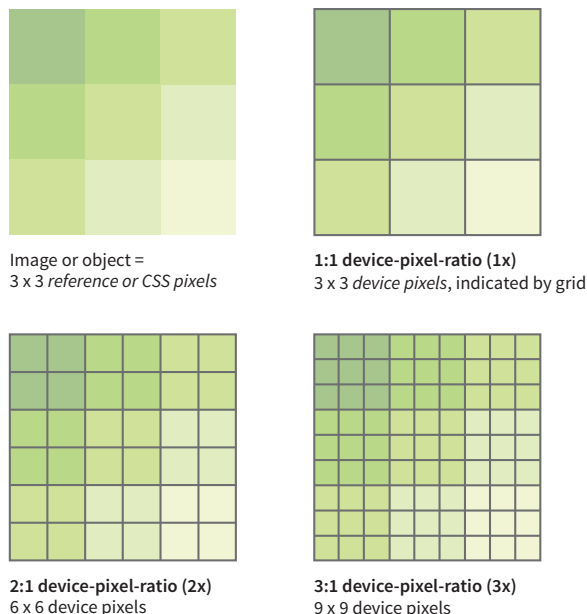 Image or object =
3 x 3 reference or CSS pixels
1:1 device-pixel-ratio (1x)
3 x 3 device pixels, indicated by grid
2:1 device-pixel-ratio (2x)
6 x 6 device pixels
3:1 device-pixel-ratio (3x)
9 x 9 device pixels